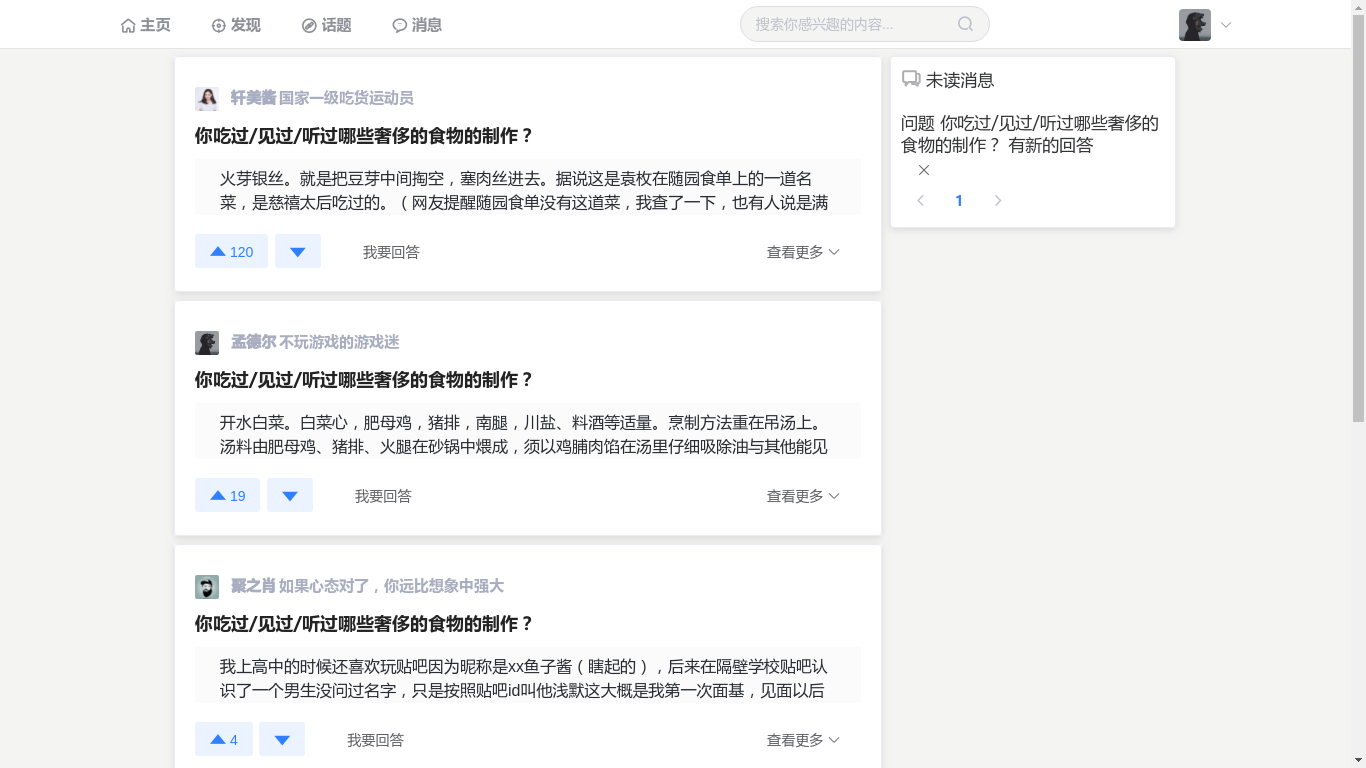 主页 发现 话题 消息 搜索你感兴趣的内容...
轩美酱 国家一级吃货运动员
你吃过/见过/听过哪些奢侈的食物的制作？
火芽银丝。就是把豆芽中间掏空，塞肉丝进去。据说这是袁枚在随园食单上的一道名
菜，是慈禧太后吃过的。（网友提醒随园食单没有这道菜，我查了一下，也有人说是满
120 我要回答 查看更多
孟德尔 不玩游戏的游戏迷
你吃过/见过/听过哪些奢侈的食物的制作？
开水白菜。白菜心，肥母鸡，猪排，南腿，川盐、料酒等适量。烹制方法重在吊汤上。
汤料由肥母鸡、猪排、火腿在砂锅中煨成，须以鸡脯肉馅在汤里仔细吸除油与其他能见
19 我要回答 查看更多
聚之肖 如果心态对了，你远比想象中强大
你吃过/见过/听过哪些奢侈的食物的制作？
我上高中的时候还喜欢玩贴吧因为昵称是xx鱼子酱（瞎起的），后来在隔壁学校贴吧认
识了一个男生没问过名字，只是按照贴吧id叫他浅默这大概是我第一次面基，见面以后
4 我要回答 查看更多
未读消息
问题 你吃过/见过/听过哪些奢侈的
食物的制作？ 有新的回答
1